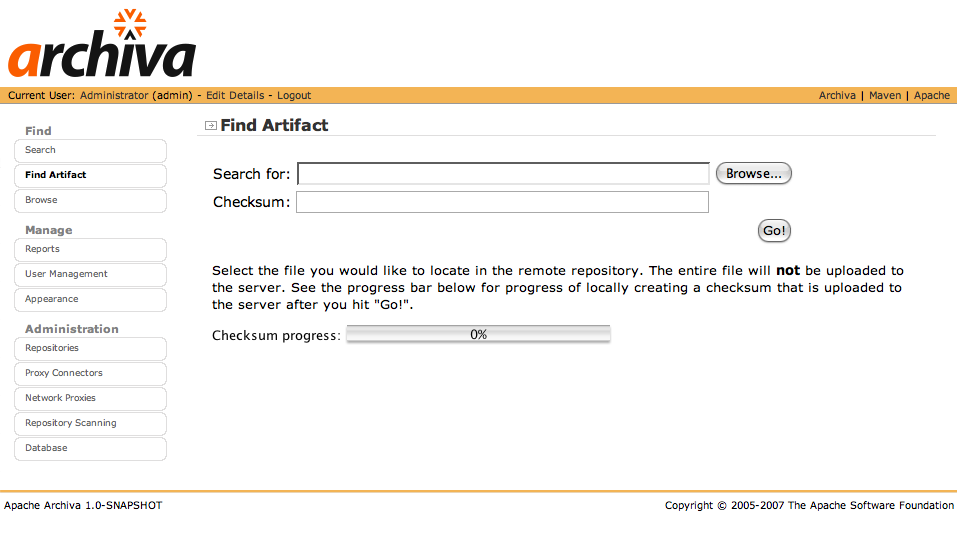 archiva
Current User: Administrator (admin) - Edit Details - Logout
Archiva | Maven | Apache
Find
Search
Find Artifact
Browse
Manage
Reports
User Management
Appearance
Administration
Repositories
Proxy Connectors
Network Proxies
Repository Scanning
Database
Find Artifact
Search for:
Browse...
Checksum:
Go!
Select the file you would like to locate in the remote repository. The entire file will not be uploaded to
the server. See the progress bar below for progress of locally creating a checksum that is uploaded to
the server after you hit "Go!".
Checksum progress:
0%
Apache Archiva 1.0-SNAPSHOT
Copyright © 2005-2007 The Apache Software Foundation